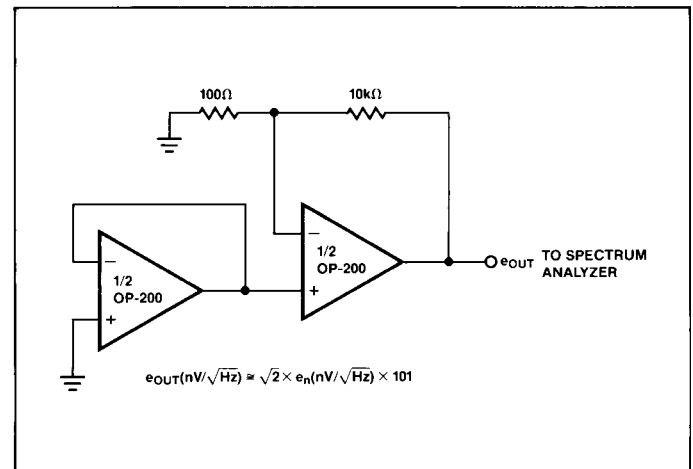 100Ω
10kΩ
−
1/2
OP-200
+
−
1/2
OP-200
+
eOUT TO SPECTRUM
ANALYZER
eOUT(nV/√Hz) ≅ √2 × en(nV/√Hz) × 101